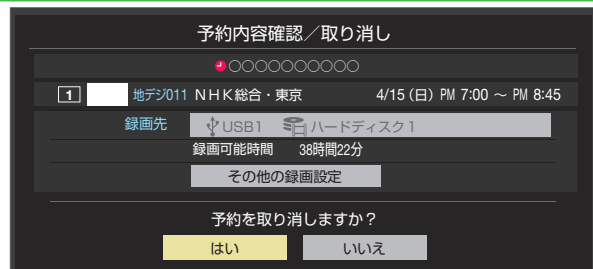 予約内容確認／取り消し
○○○○○○○○○○
1 地デジ011 NHK総合・東京 4/15（日） PM 7:00 ～ PM 8:45
録画先 USB1 ハードディスク1
録画可能時間 38時間22分
その他の録画設定
予約を取り消しますか？
はい いいえ